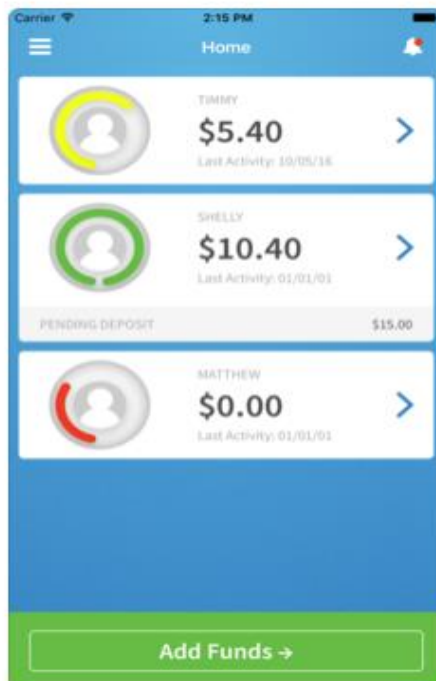 Carrier 2:15 PM
Home
TIMMY
$5.40
Last Activity: 10/05/16
SHELLY
$10.40
Last Activity: 01/01/01
PENDING DEPOSIT $15.00
MATTHEW
$0.00
Last Activity: 01/01/01
Add Funds →